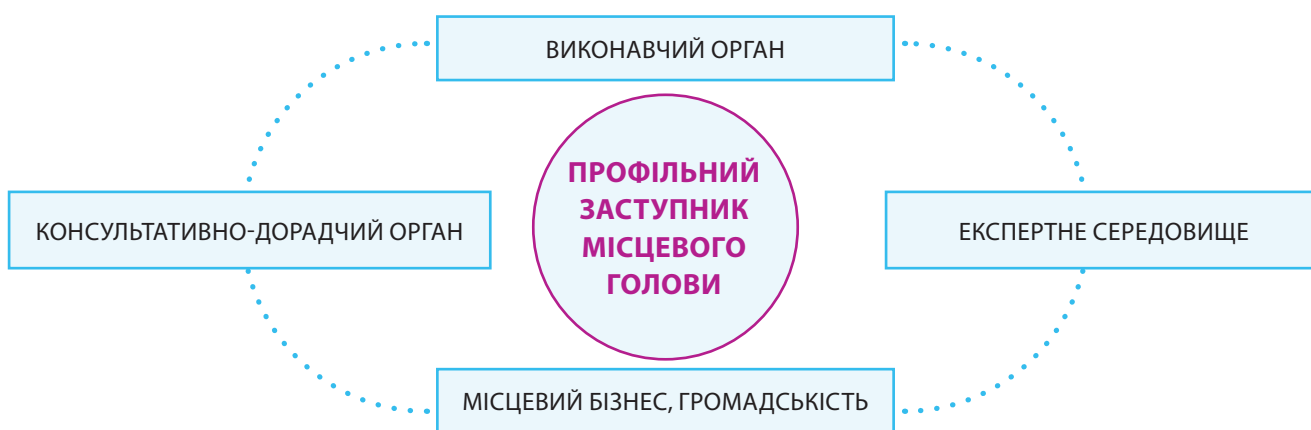 ВИКОНАВЧИЙ ОРГАН
ПРОФІЛЬНИЙ
ЗАСТУПНИК
МІСЦЕВОГО
ГОЛОВИ
КОНСУЛЬТАТИВНО-ДОРАДЧИЙ ОРГАН
ЕКСПЕРТНЕ СЕРЕДОВИЩЕ
МІСЦЕВИЙ БІЗНЕС, ГРОМАДСЬКІСТЬ